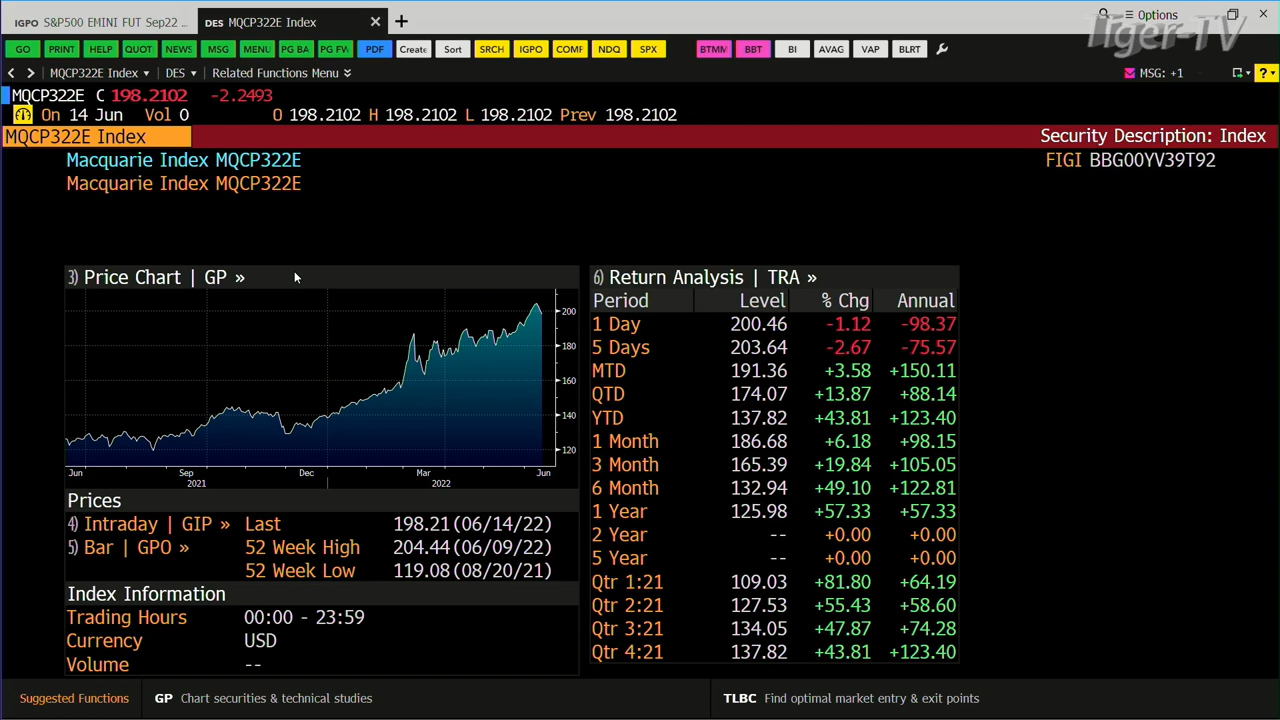 IGPO S&P500 EMINI FUT Sep22 ...
DES MQCP322E Index
Options
Tiger-TV
GO PRINT HELP QUOT NEWS MSG MENU PG BA PG FW PDF Create Sort SRCH IGPO COMF NDQ SPX BTMM BBT BI AVAG VAP BLRT
MQCP322E Index DES Related Functions Menu
MSG: +1
?
MQCP322E C 198.2102 -2.2493
On 14 Jun Vol 0 O 198.2102 H 198.2102 L 198.2102 Prev 198.2102
MQCP322E Index
Security Description: Index
Macquarie Index MQCP322E
FIGI BBG00YV39T92
Macquarie Index MQCP322E
3) Price Chart | GP »
200
180
160
140
120
Jun Sep Dec Mar Jun
2021 2022
Prices
4) Intraday | GIP » Last 198.21(06/14/22)
5) Bar | GPO » 52 Week High 204.44(06/09/22)
52 Week Low 119.08(08/20/21)
Index Information
Trading Hours 00:00 - 23:59
Currency USD
Volume --
6) Return Analysis | TRA »
Period Level % Chg Annual
1 Day 200.46 -1.12 -98.37
5 Days 203.64 -2.67 -75.57
MTD 191.36 +3.58 +150.11
QTD 174.07 +13.87 +88.14
YTD 137.82 +43.81 +123.40
1 Month 186.68 +6.18 +98.15
3 Month 165.39 +19.84 +105.05
6 Month 132.94 +49.10 +122.81
1 Year 125.98 +57.33 +57.33
2 Year -- +0.00 +0.00
5 Year -- +0.00 +0.00
Qtr 1:21 109.03 +81.80 +64.19
Qtr 2:21 127.53 +55.43 +58.60
Qtr 3:21 134.05 +47.87 +74.28
Qtr 4:21 137.82 +43.81 +123.40
Suggested Functions GP Chart securities & technical studies TLBC Find optimal market entry & exit points